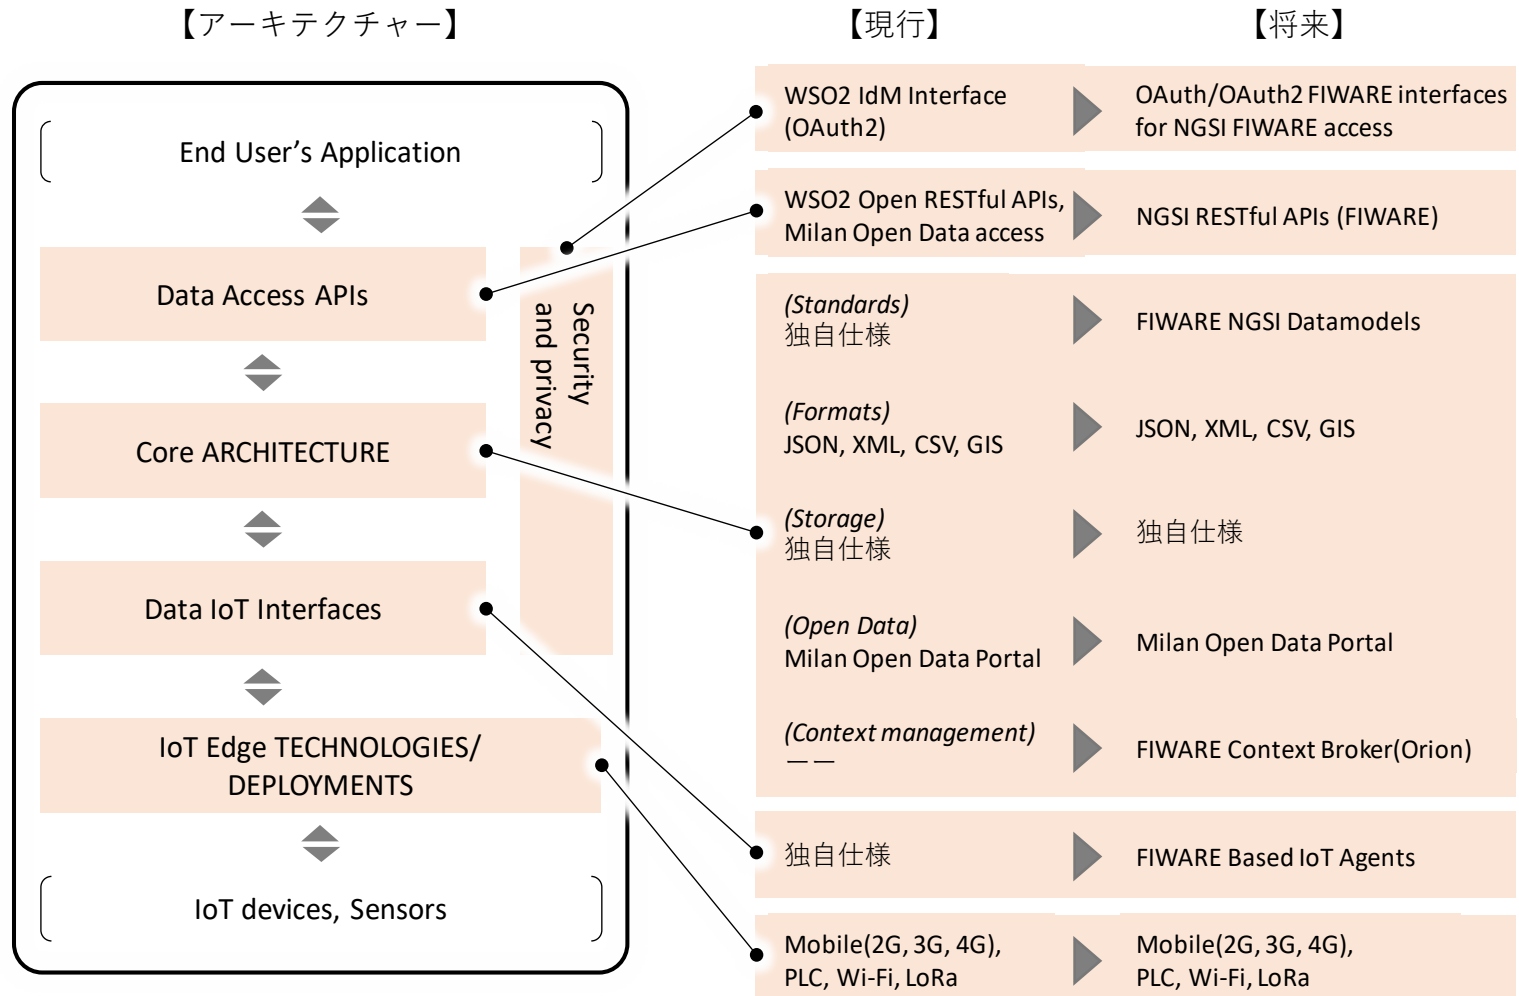 【アーキテクチャー】
【現行】
【将来】
End User’s Application
Data Access APIs
Core ARCHITECTURE
Data IoT Interfaces
IoT Edge TECHNOLOGIES/
DEPLOYMENTS
IoT devices, Sensors
Security
and privacy
WSO2 IdM Interface
(OAuth2)
OAuth/OAuth2 FIWARE interfaces
for NGSI FIWARE access
WSO2 Open RESTful APIs,
Milan Open Data access
NGSI RESTful APIs (FIWARE)
(Standards)
独自仕様
FIWARE NGSI Datamodels
(Formats)
JSON, XML, CSV, GIS
JSON, XML, CSV, GIS
(Storage)
独自仕様
独自仕様
(Open Data)
Milan Open Data Portal
Milan Open Data Portal
(Context management)
——
FIWARE Context Broker(Orion)
独自仕様
FIWARE Based IoT Agents
Mobile(2G, 3G, 4G),
PLC, Wi-Fi, LoRa
Mobile(2G, 3G, 4G),
PLC, Wi-Fi, LoRa